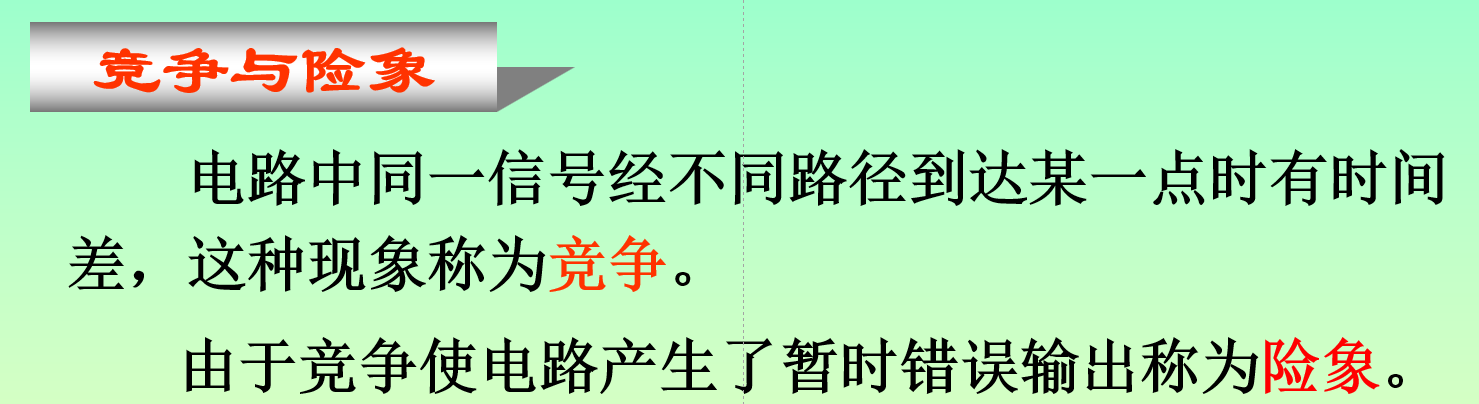 竞争与险象
电路中同一信号经不同路径到达某一点时有时间
差，这种现象称为竞争。
由于竞争使电路产生了暂时错误输出称为险象。